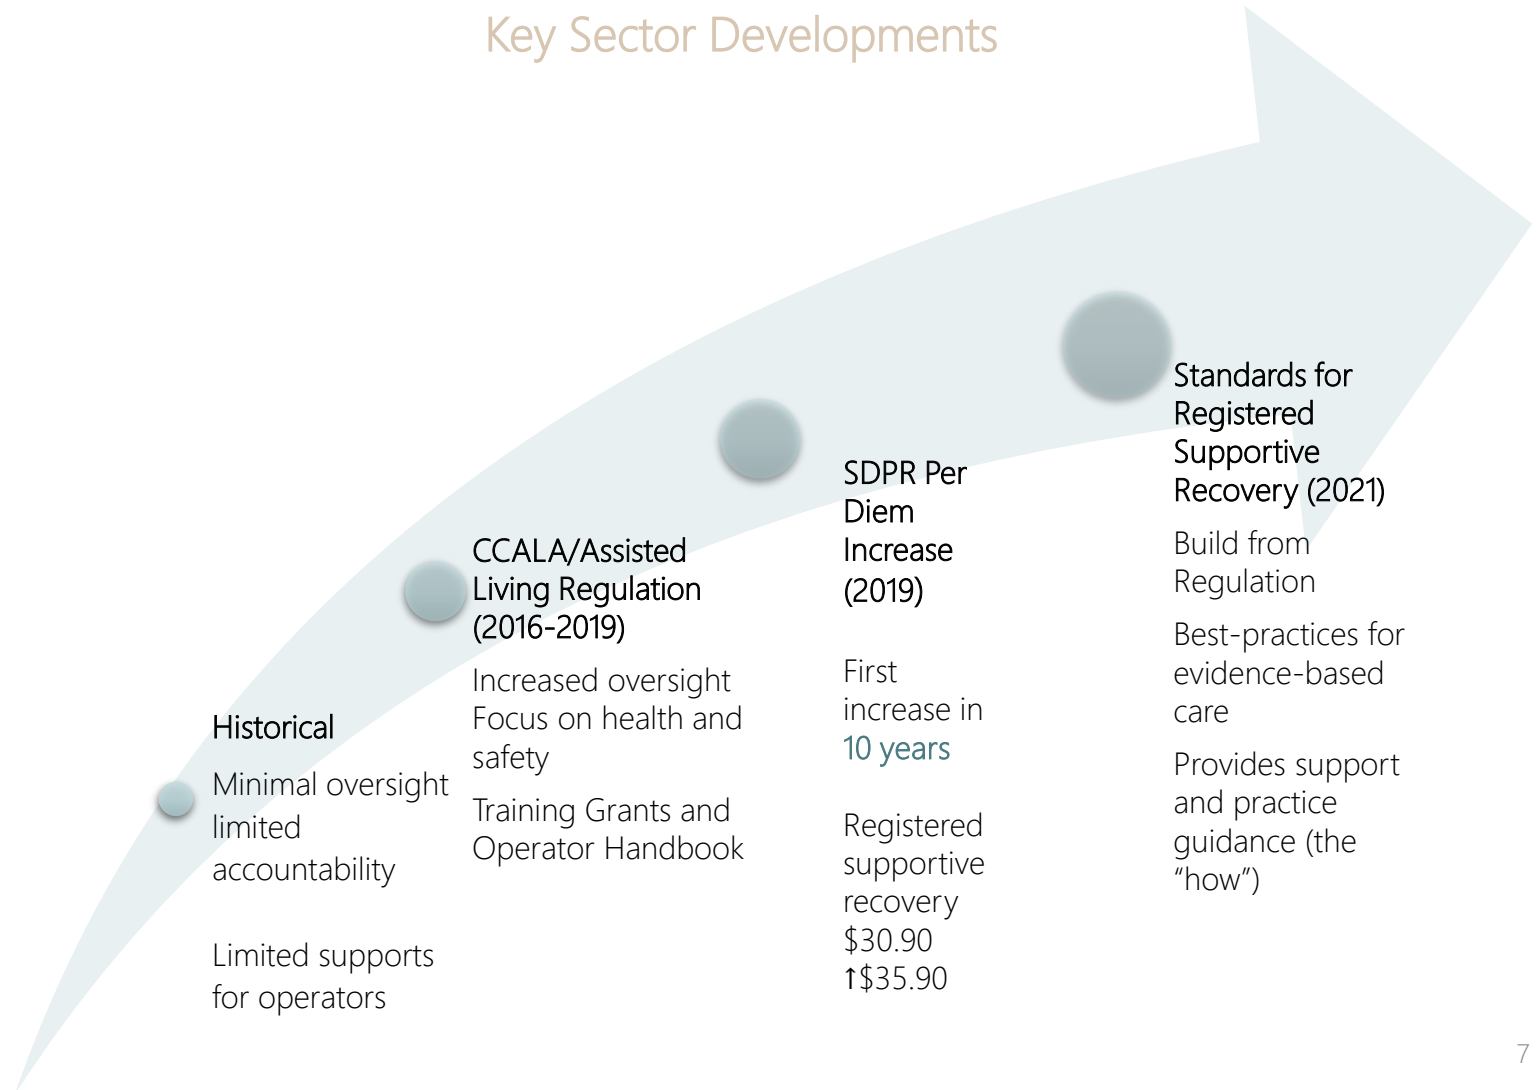 Key Sector Developments
Historical
Minimal oversight
limited
accountability
Limited supports
for operators
CCALA/Assisted
Living Regulation
(2016-2019)
Increased oversight
Focus on health and
safety
Training Grants and
Operator Handbook
SDPR Per
Diem
Increase
(2019)
First
increase in
10 years
Registered
supportive
recovery
$30.90
↑$35.90
Standards for
Registered
Supportive
Recovery (2021)
Build from
Regulation
Best-practices for
evidence-based
care
Provides support
and practice
guidance (the
“how”)
7